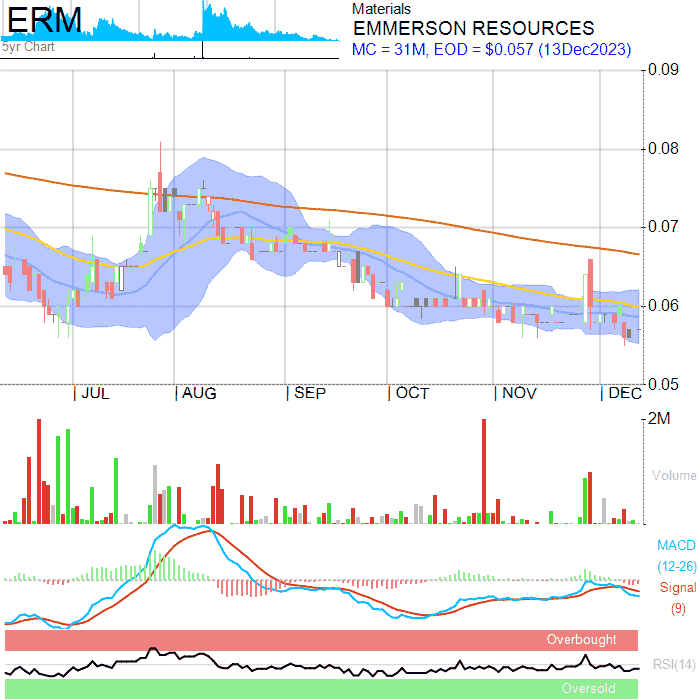 ERM
5yr Chart
Materials
EMMERSON RESOURCES
MC = 31M, EOD = $0.057 (13Dec2023)
0.09
0.08
0.07
0.06
0.05
JUL
AUG
SEP
OCT
NOV
DEC
2M
Volume
MACD
(12-26)
Signal
(9)
Overbought
RSI(14)
Oversold